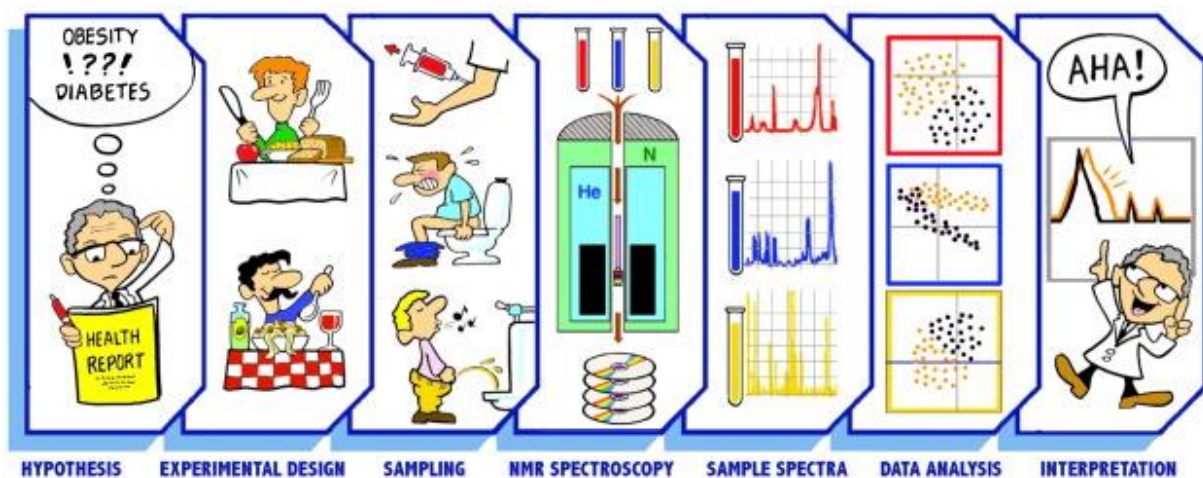 OBESITY
!??!
DIABETES
HEALTH
REPORT
N
He
AHA!
HYPOTHESIS
EXPERIMENTAL DESIGN
SAMPLING
NMR SPECTROSCOPY
SAMPLE SPECTRA
DATA ANALYSIS
INTERPRETATION